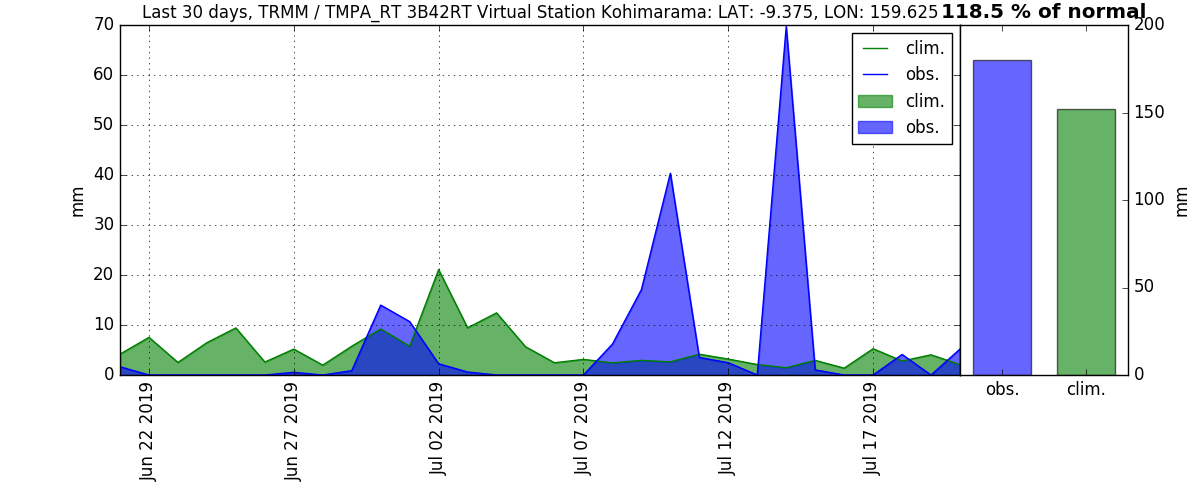 Last 30 days, TRMM / TMPA_RT 3B42RT Virtual Station Kohimarama: LAT: -9.375, LON: 159.625
118.5 % of normal
70
60
50
40
30
20
10
0
mm
clim.
obs.
clim.
obs.
Jun 22 2019
Jun 27 2019
Jul 02 2019
Jul 07 2019
Jul 12 2019
Jul 17 2019
200
150
100
50
0
mm
obs.
clim.